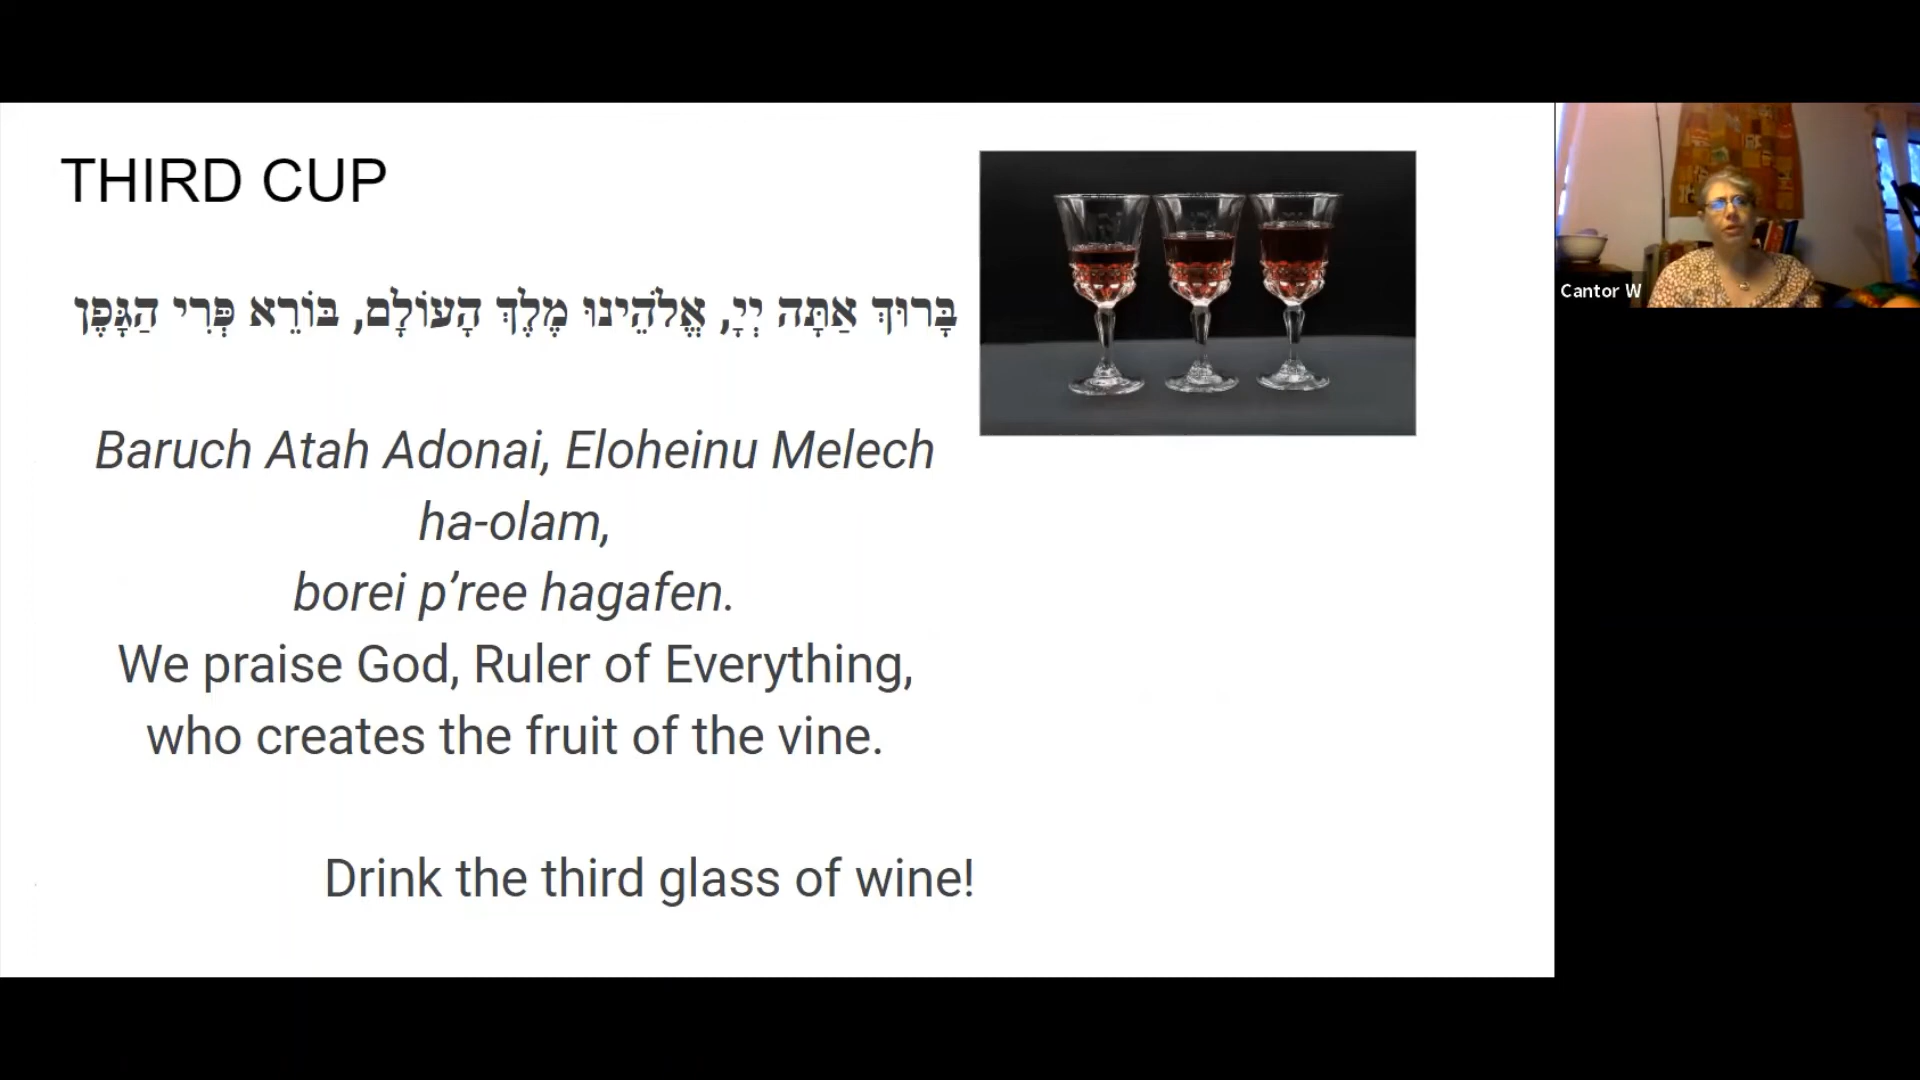 THIRD CUP
בָּרוּךְ אַתָּה יְיָ, אֱלֹהֵינוּ מֶלֶךְ הָעוֹלָם, בּוֹרֵא פְּרִי הַגָּפֶן
Baruch Atah Adonai, Eloheinu Melech
ha-olam,
borei p’ree hagafen.
We praise God, Ruler of Everything,
who creates the fruit of the vine.
Drink the third glass of wine!
Cantor W